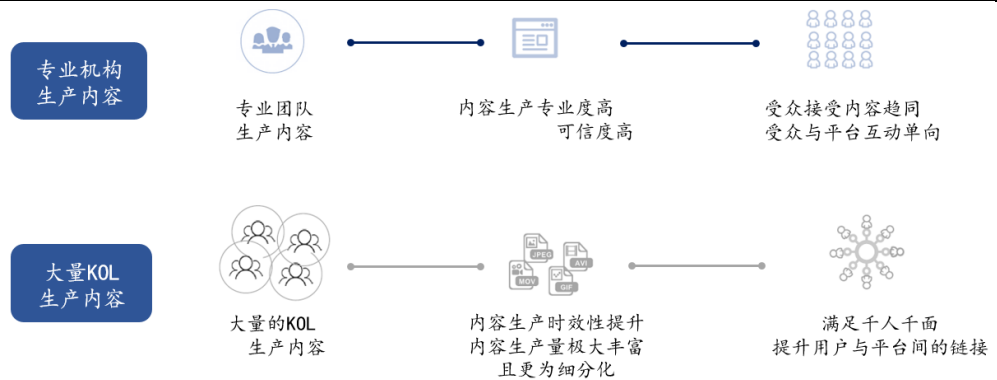 专业机构
生产内容
专业团队
生产内容
内容生产专业度高
可信度高
受众接受内容趋同
受众与平台互动单向
大量KOL
生产内容
大量的KOL
生产内容
JPEG
AVI
MOV
GIF
内容生产时效性提升
内容生产量极大丰富
且更为细分化
满足千人千面
提升用户与平台间的链接